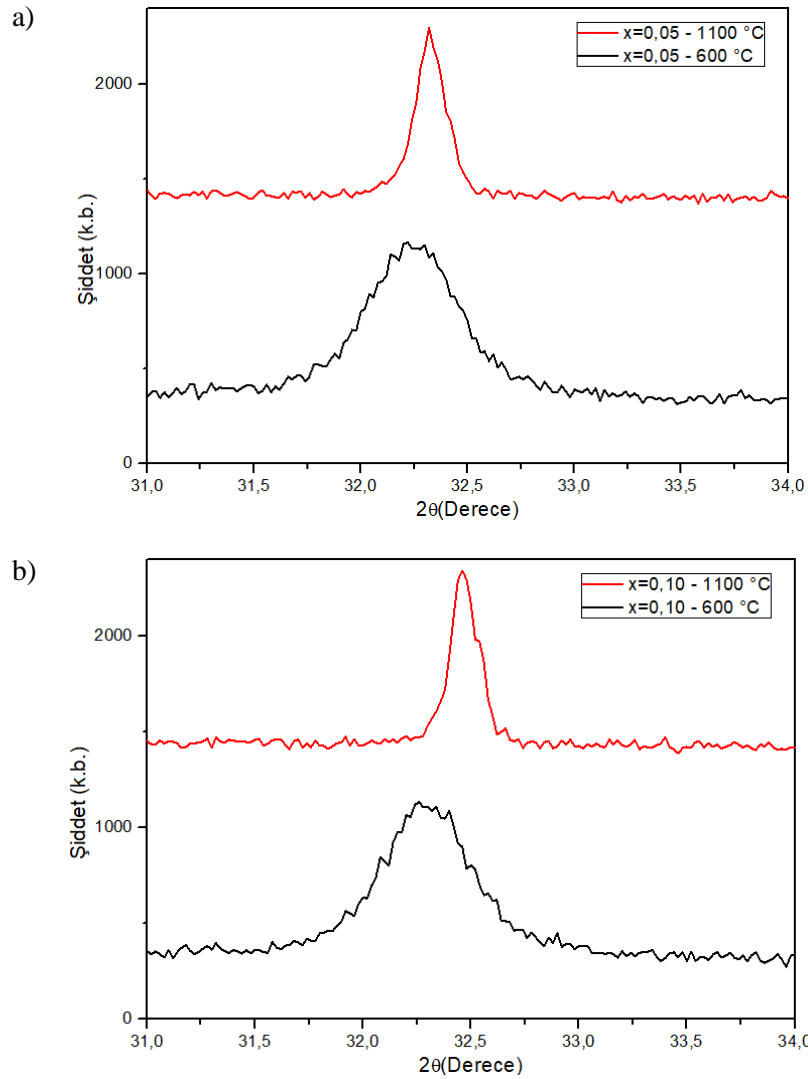 a)
x=0,05 - 1100 °C
x=0,05 - 600 °C
2000
1000
0
Şiddet (k.b.)
31,0 31,5 32,0 32,5 33,0 33,5 34,0
2θ(Derece)
b)
x=0,10 - 1100 °C
x=0,10 - 600 °C
2000
1000
0
Şiddet (k.b.)
31,0 31,5 32,0 32,5 33,0 33,5 34,0
2θ(Derece)